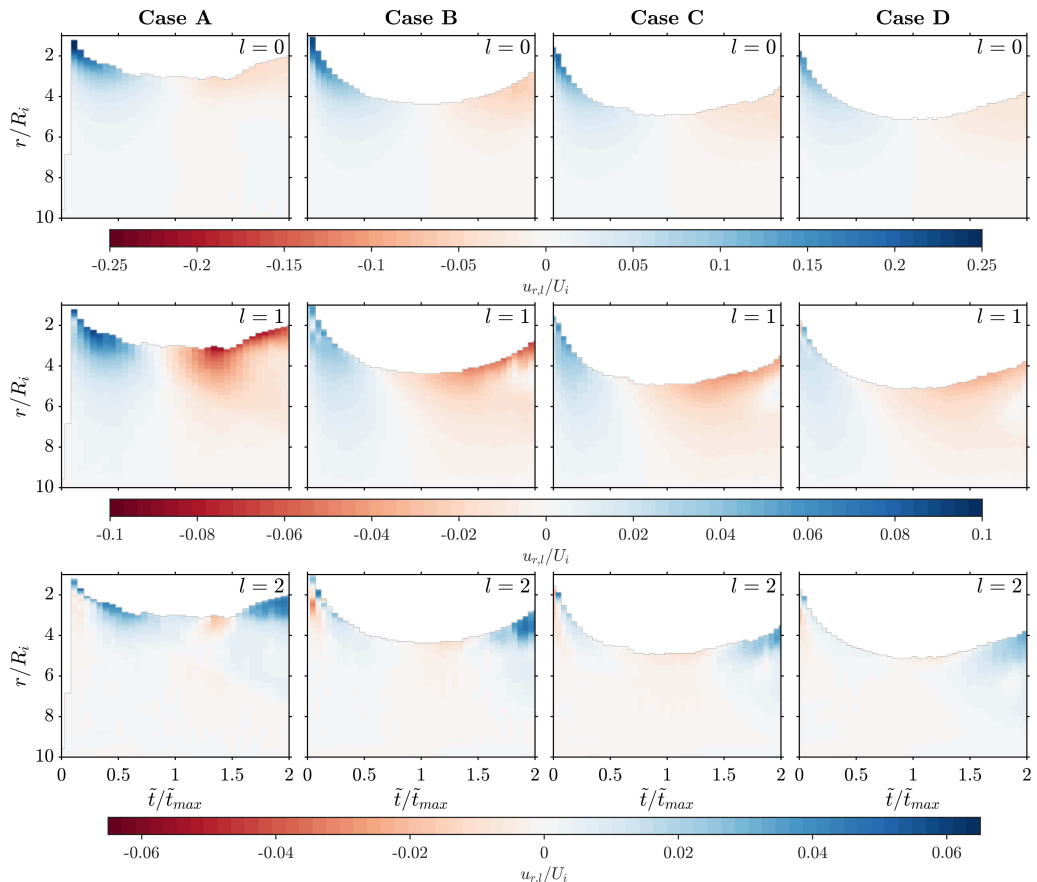 Case A Case B Case C Case D
l = 0 l = 0 l = 0 l = 0
2
4
6
8
10
r/R_i
-0.25 -0.2 -0.15 -0.1 -0.05 0 0.05 0.1 0.15 0.2 0.25
u_{r,l}/U_i
l = 1 l = 1 l = 1 l = 1
2
4
6
8
10
r/R_i
-0.1 -0.08 -0.06 -0.04 -0.02 0 0.02 0.04 0.06 0.08 0.1
u_{r,l}/U_i
l = 2 l = 2 l = 2 l = 2
2
4
6
8
10
r/R_i
0 0.5 1 1.5 2 0 0.5 1 1.5 2 0 0.5 1 1.5 2 0 0.5 1 1.5 2
t̃/t̃_{max} t̃/t̃_{max} t̃/t̃_{max} t̃/t̃_{max}
-0.06 -0.04 -0.02 0 0.02 0.04 0.06
u_{r,l}/U_i